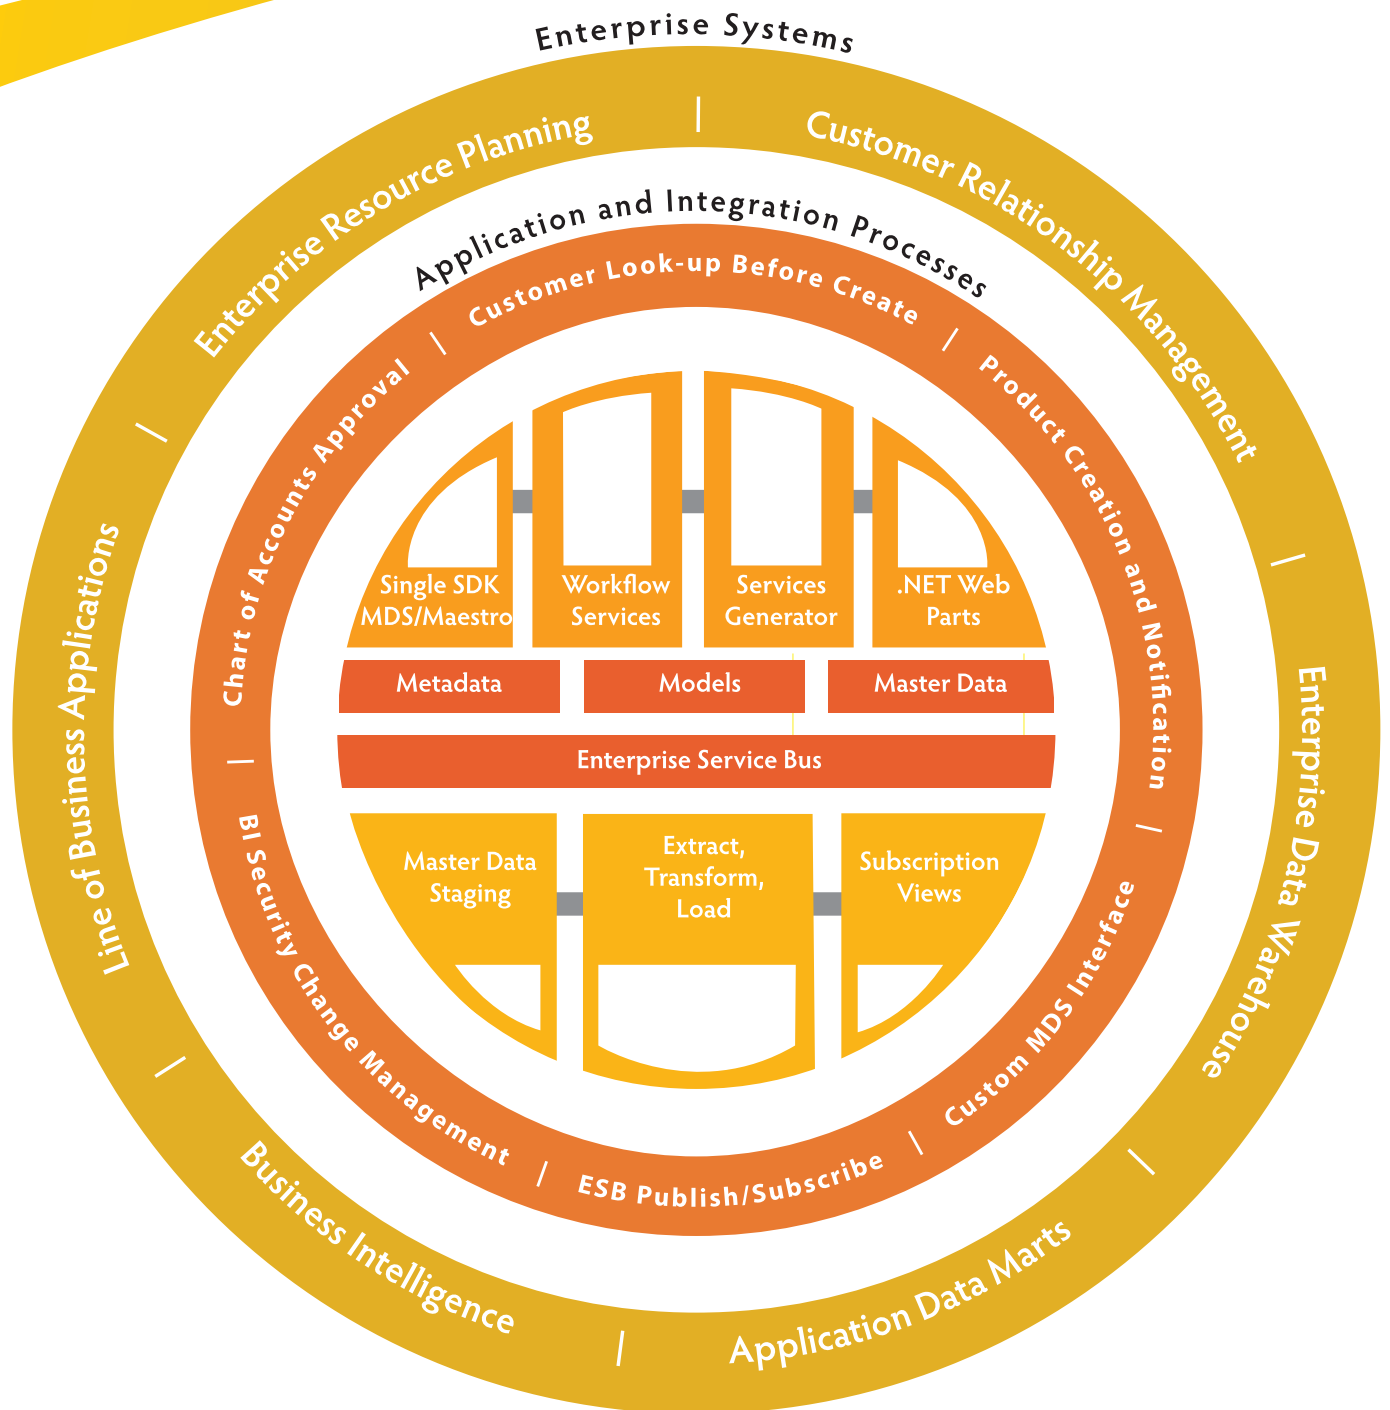 Enterprise Systems
Enterprise Resource Planning
Customer Relationship Management
Enterprise Data Warehouse
Application Data Marts
Business Intelligence
Line of Business Applications
Application and Integration Processes
Customer Look-up Before Create
Product Creation and Notification
Custom MDS Interface
ESB Publish/Subscribe
BI Security Change Management
Chart of Accounts Approval
Single SDK
MDS/Maestro
Workflow
Services
Services
Generator
.NET Web
Parts
Metadata
Models
Master Data
Enterprise Service Bus
Master Data
Staging
Extract,
Transform,
Load
Subscription
Views